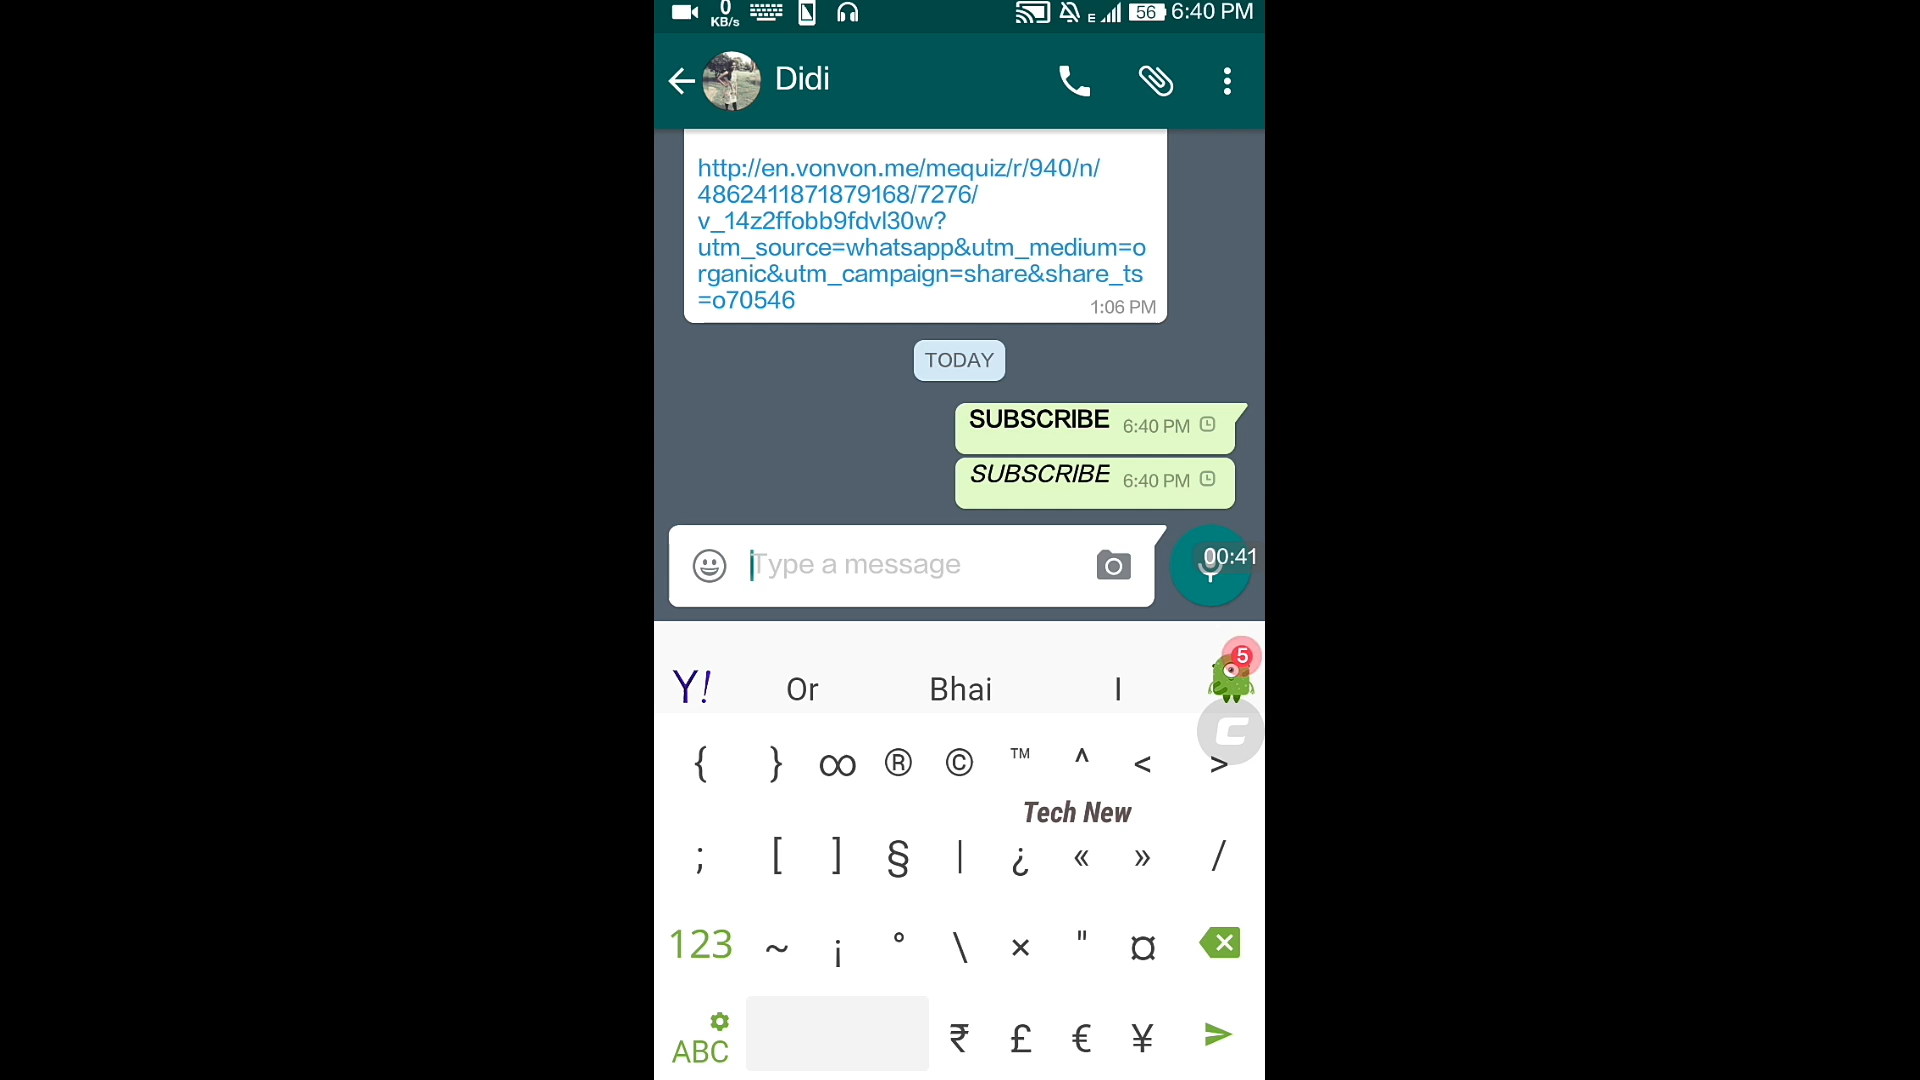 0
KB/s
E
56
6:40 PM
Didi
http://en.vonvon.me/mequiz/r/940/n/
4862411871879168/7276/
v_14z2ffobb9fdvl30w?
utm_source=whatsapp&utm_medium=o
rganic&utm_campaign=share&share_ts
=o70546
1:06 PM
TODAY
SUBSCRIBE 6:40 PM
SUBSCRIBE 6:40 PM
Type a message
00:41
5
Y! Or Bhai I
{ } ∞ ® © ™ ^ < >
Tech New
; [ ] § | ¿ « » /
123 ~ ¡ ° \ × " ¤
ABC ₹ £ € ¥